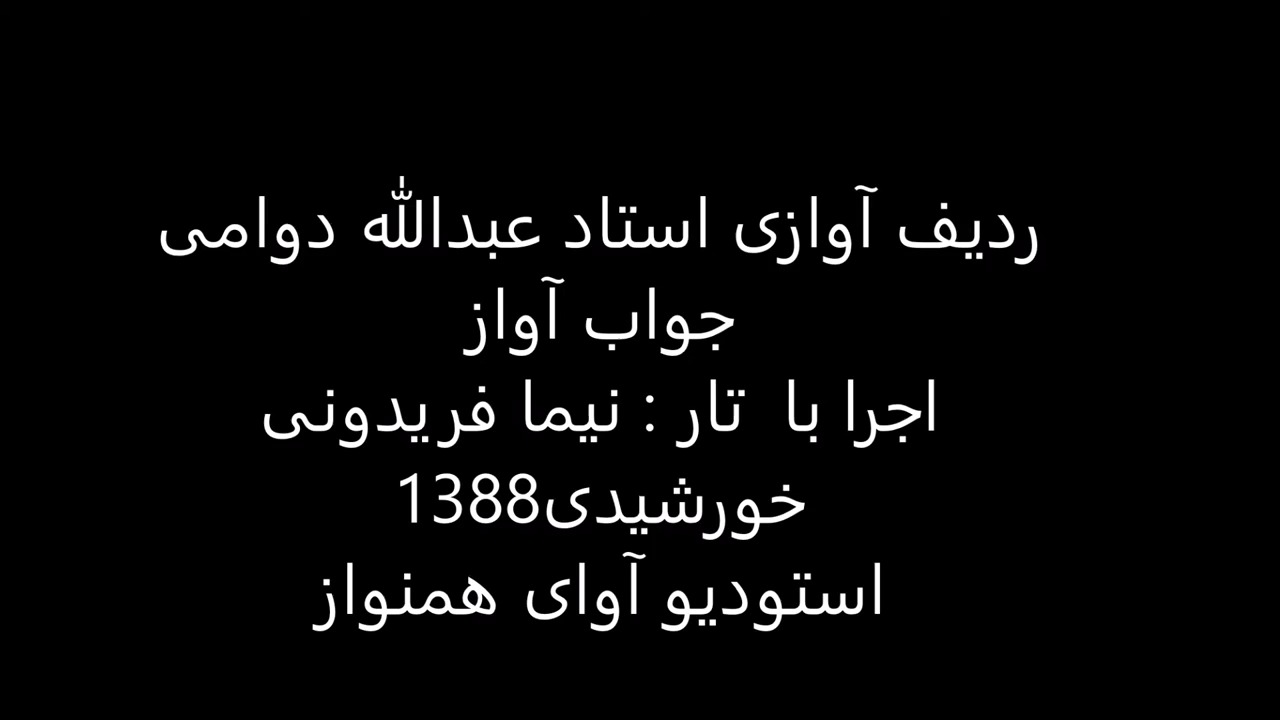 ردیف آوازی استاد عبدالله دوامی
جواب آواز
اجرا با تار : نیما فریدونی
خورشیدی1388
استودیو آوای همنواز